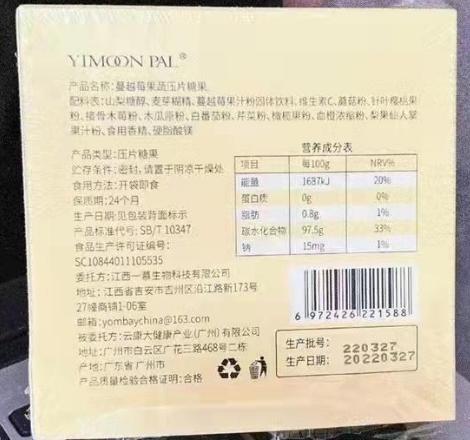 YIMOON PAL®
产品名称：蔓越莓果蔬压片糖果
配料表：山梨糖醇、麦芽糊精、蔓越莓果汁粉固体饮料、维生素C、蘑菇粉、针叶樱桃果
粉、接骨木莓粉、木瓜原粉、白番茄粉、芹菜粉、橄榄果粉、血橙浓缩粉、梨果仙人掌
果汁粉、食用香精、硬脂酸镁
产品类型：压片糖果
贮存条件：密封，请置于阴凉干燥处
食用方法：开袋即食
保质期：24个月
生产日期：见包装背面标示
产品标准代号：SB/T 10347
食品生产许可证编号：
SC10844011105535
委托方：江西一慕生物科技有限公司
地址：江西省吉安市吉州区沿江路173号
27幢商铺1-06室
邮箱：yombaychina@163.com
被委托方：云康大健康产业(广州)有限公司
地址：广州市白云区广花三路468号二栋
产地：广东省 广州市
产品质量检验合格证明：合格
营养成分表
项目 每100g NRV%
能量 1687kJ 20%
蛋白质 0g 0%
脂肪 0.8g 1%
碳水化合物 97.5g 33%
钠 15mg 1%
6 972426 221588
生产批号：220327
生产日期：20220327